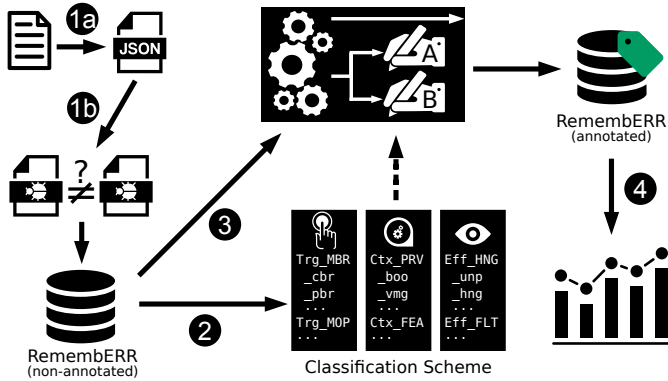 1a
JSON
1b
?
≠
RemembERR
(non-annotated)
2
3
A
B
Trg_MBR
_cbr
_pbr
...
Trg_MOP
...
Ctx_PRV
_boo
_vmg
...
Ctx_FEA
...
Eff_HNG
_unp
_hng
...
Eff_FLT
...
Classification Scheme
RemembERR
(annotated)
4